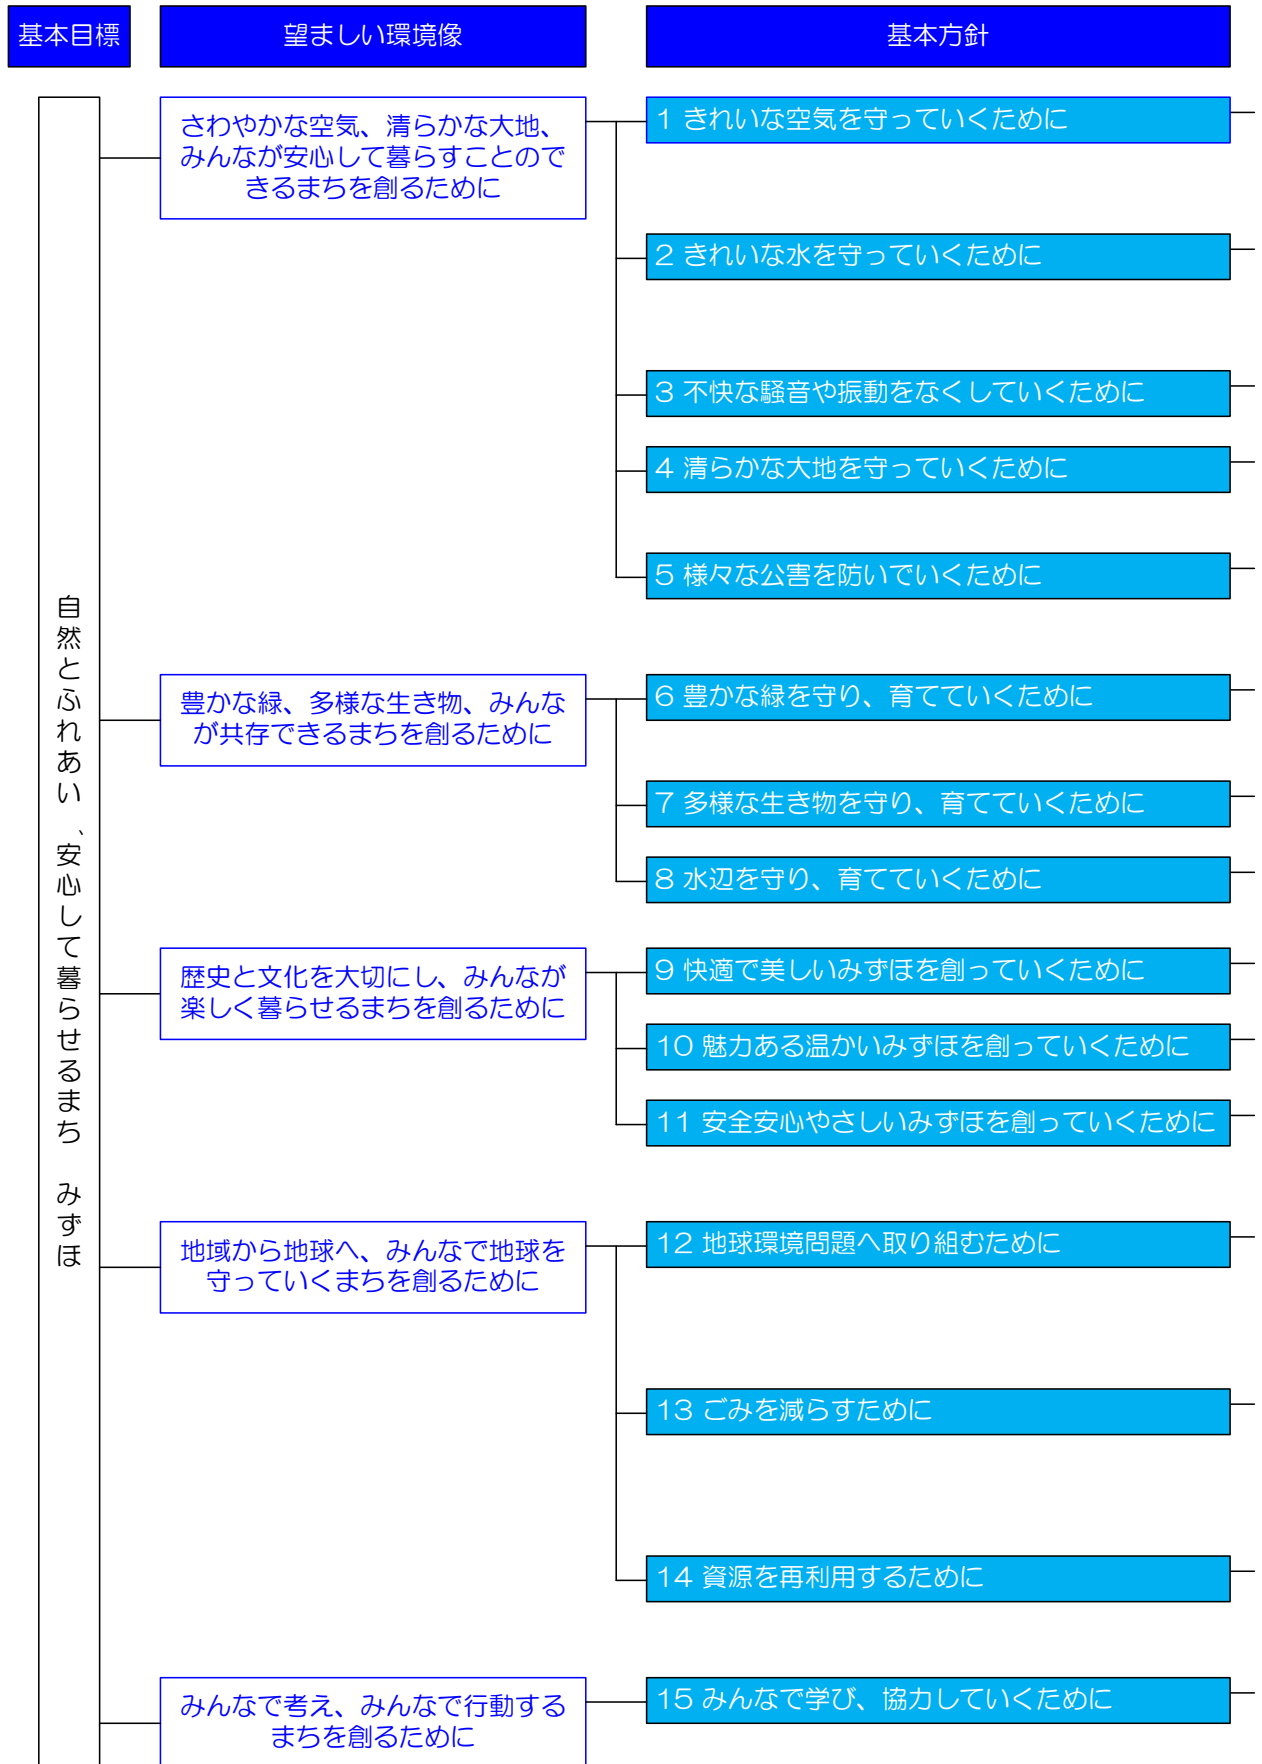 基本目標
望ましい環境像
基本方針
自然とふれあい、安心して暮らせるまち　みずほ
さわやかな空気、清らかな大地、
みんなが安心して暮らすことので
きるまちを創るために
1 きれいな空気を守っていくために
2 きれいな水を守っていくために
3 不快な騒音や振動をなくしていくために
4 清らかな大地を守っていくために
5 様々な公害を防いでいくために
豊かな緑、多様な生き物、みんな
が共存できるまちを創るために
6 豊かな緑を守り、育てていくために
7 多様な生き物を守り、育てていくために
8 水辺を守り、育てていくために
歴史と文化を大切にし、みんなが
楽しく暮らせるまちを創るために
9 快適で美しいみずほを創っていくために
10 魅力ある温かいみずほを創っていくために
11 安全安心やさしいみずほを創っていくために
地域から地球へ、みんなで地球を
守っていくまちを創るために
12 地球環境問題へ取り組むために
13 ごみを減らすために
14 資源を再利用するために
みんなで考え、みんなで行動する
まちを創るために
15 みんなで学び、協力していくために